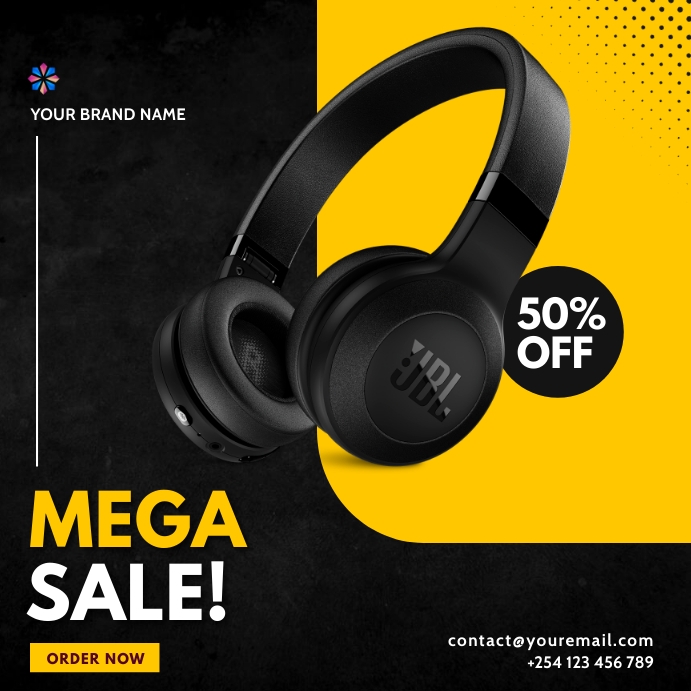 YOUR BRAND NAME
JBL
50%
OFF
MEGA
SALE!
ORDER NOW
contact@youremail.com
+254 123 456 789